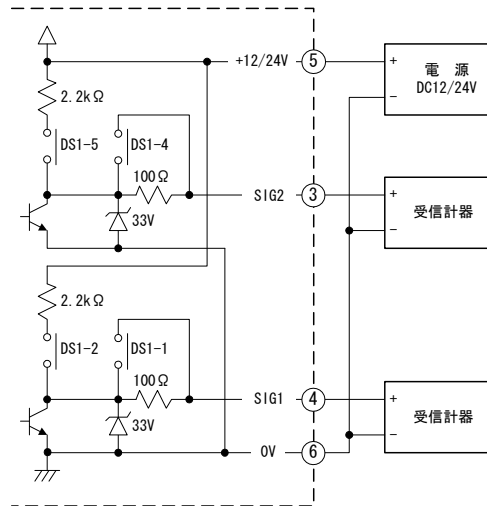 +12/24V
5
+
電 源
DC12/24V
−
2.2kΩ
DS1-5
DS1-4
100Ω
SIG2
3
+
受信計器
−
33V
2.2kΩ
DS1-2
DS1-1
100Ω
SIG1
4
+
受信計器
−
33V
0V
6